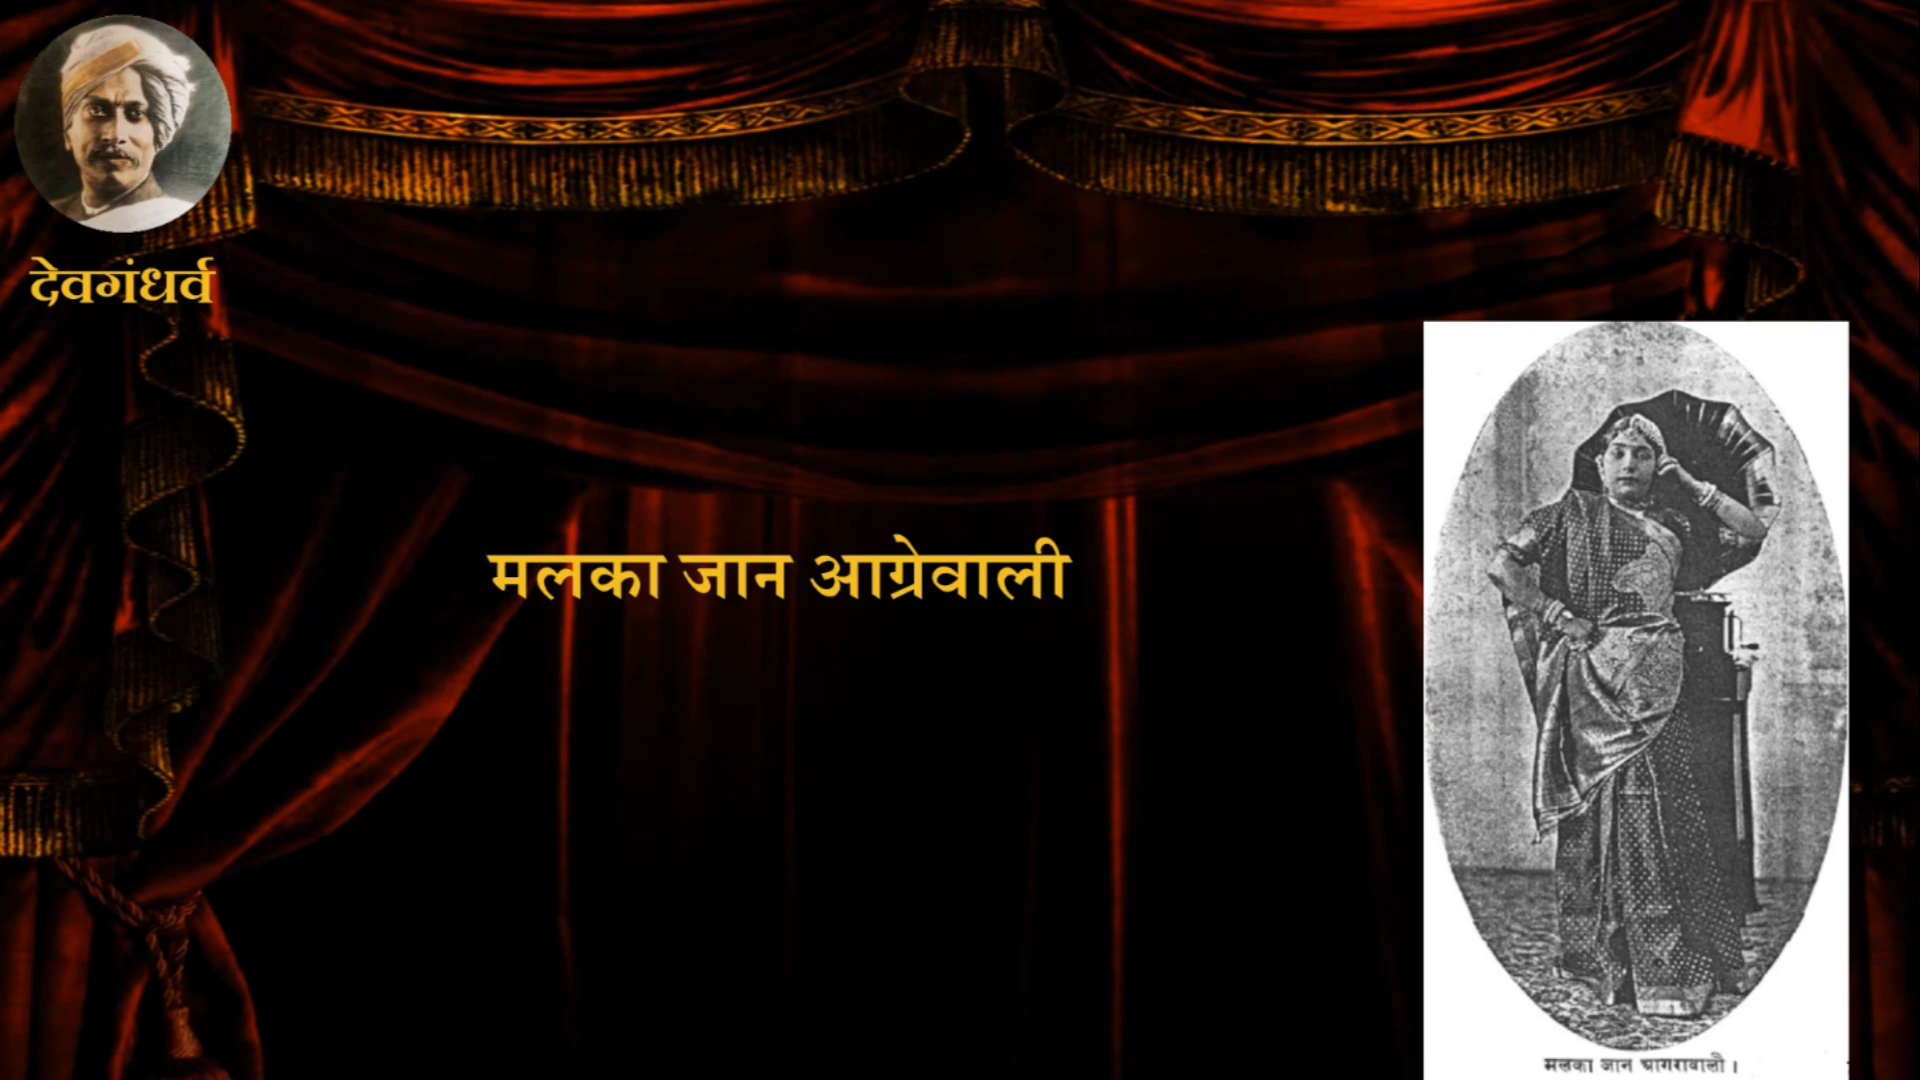 देवगंधर्व
मलका जान आग्रेवाली
मलका जान आगरावाली ।